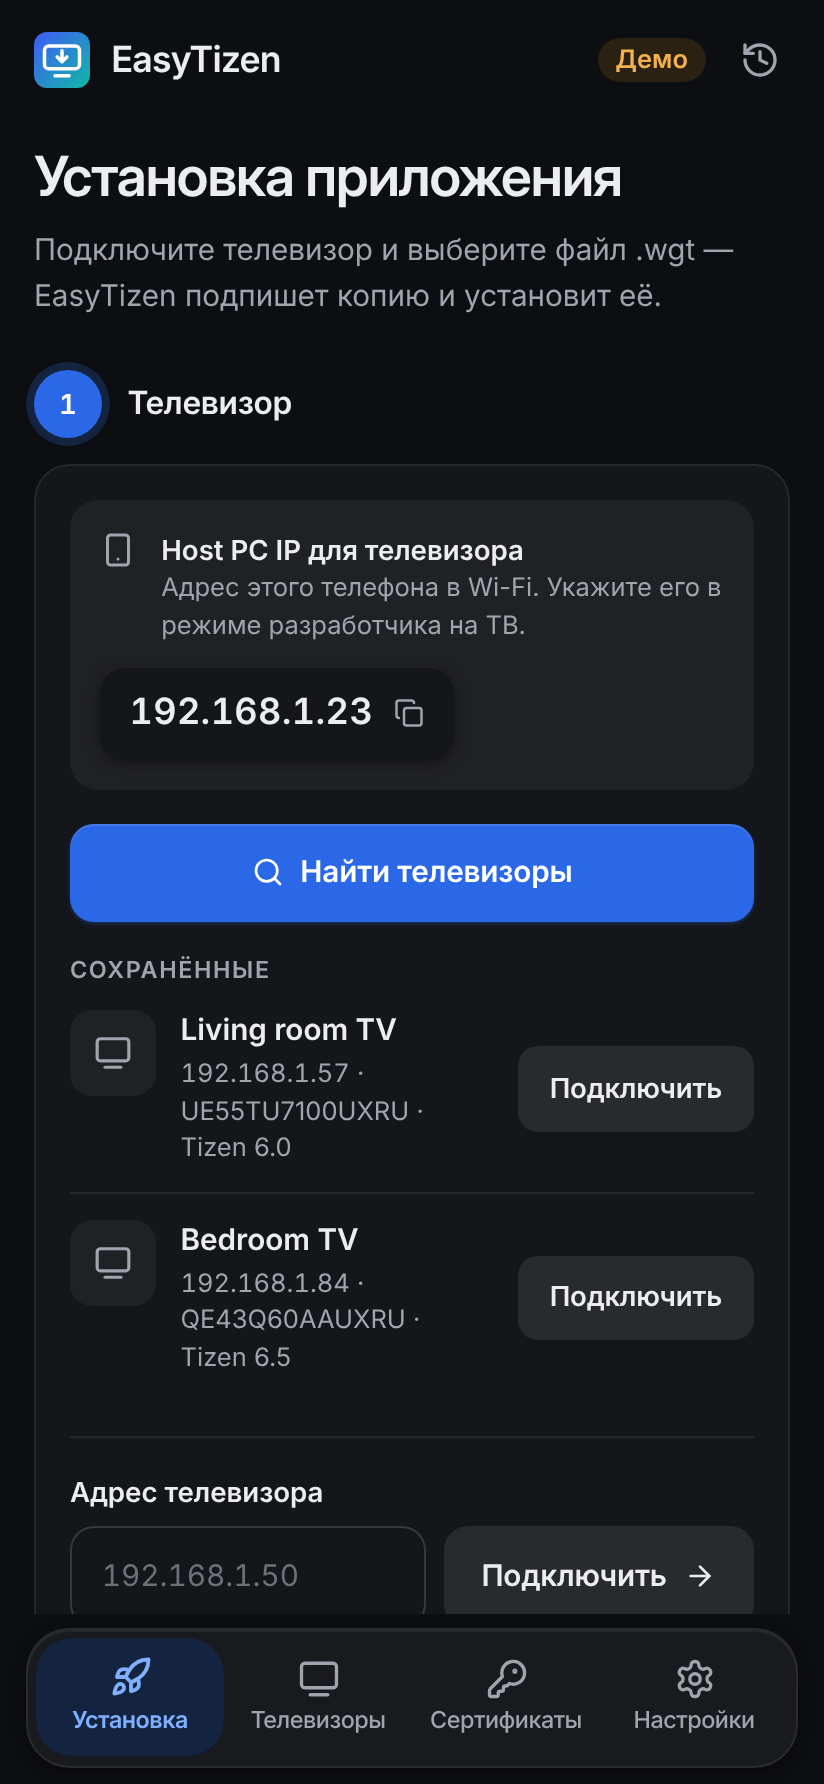 EasyTizen
Демо
Установка приложения
Подключите телевизор и выберите файл .wgt —
EasyTizen подпишет копию и установит её.
1
Телевизор
Host PC IP для телевизора
Адрес этого телефона в Wi-Fi. Укажите его в
режиме разработчика на ТВ.
192.168.1.23
Найти телевизоры
СОХРАНЁННЫЕ
Living room TV
192.168.1.57 ·
UE55TU7100UXRU ·
Tizen 6.0
Подключить
Bedroom TV
192.168.1.84 ·
QE43Q60AAUXRU ·
Tizen 6.5
Подключить
Адрес телевизора
192.168.1.50
Подключить
Установка
Телевизоры
Сертификаты
Настройки